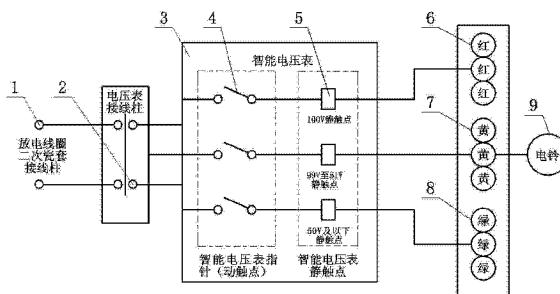 3
4
5
6
1
2
7
8
9
智能电压表
电压表
接线柱
放电线圈
二次瓷套
接线柱
100V静触点
99V至51V
静触点
50V及以下
静触点
智能电压表指
针（动触点）
智能电压表
静触点
红
红
红
黄
黄
黄
绿
绿
绿
电铃